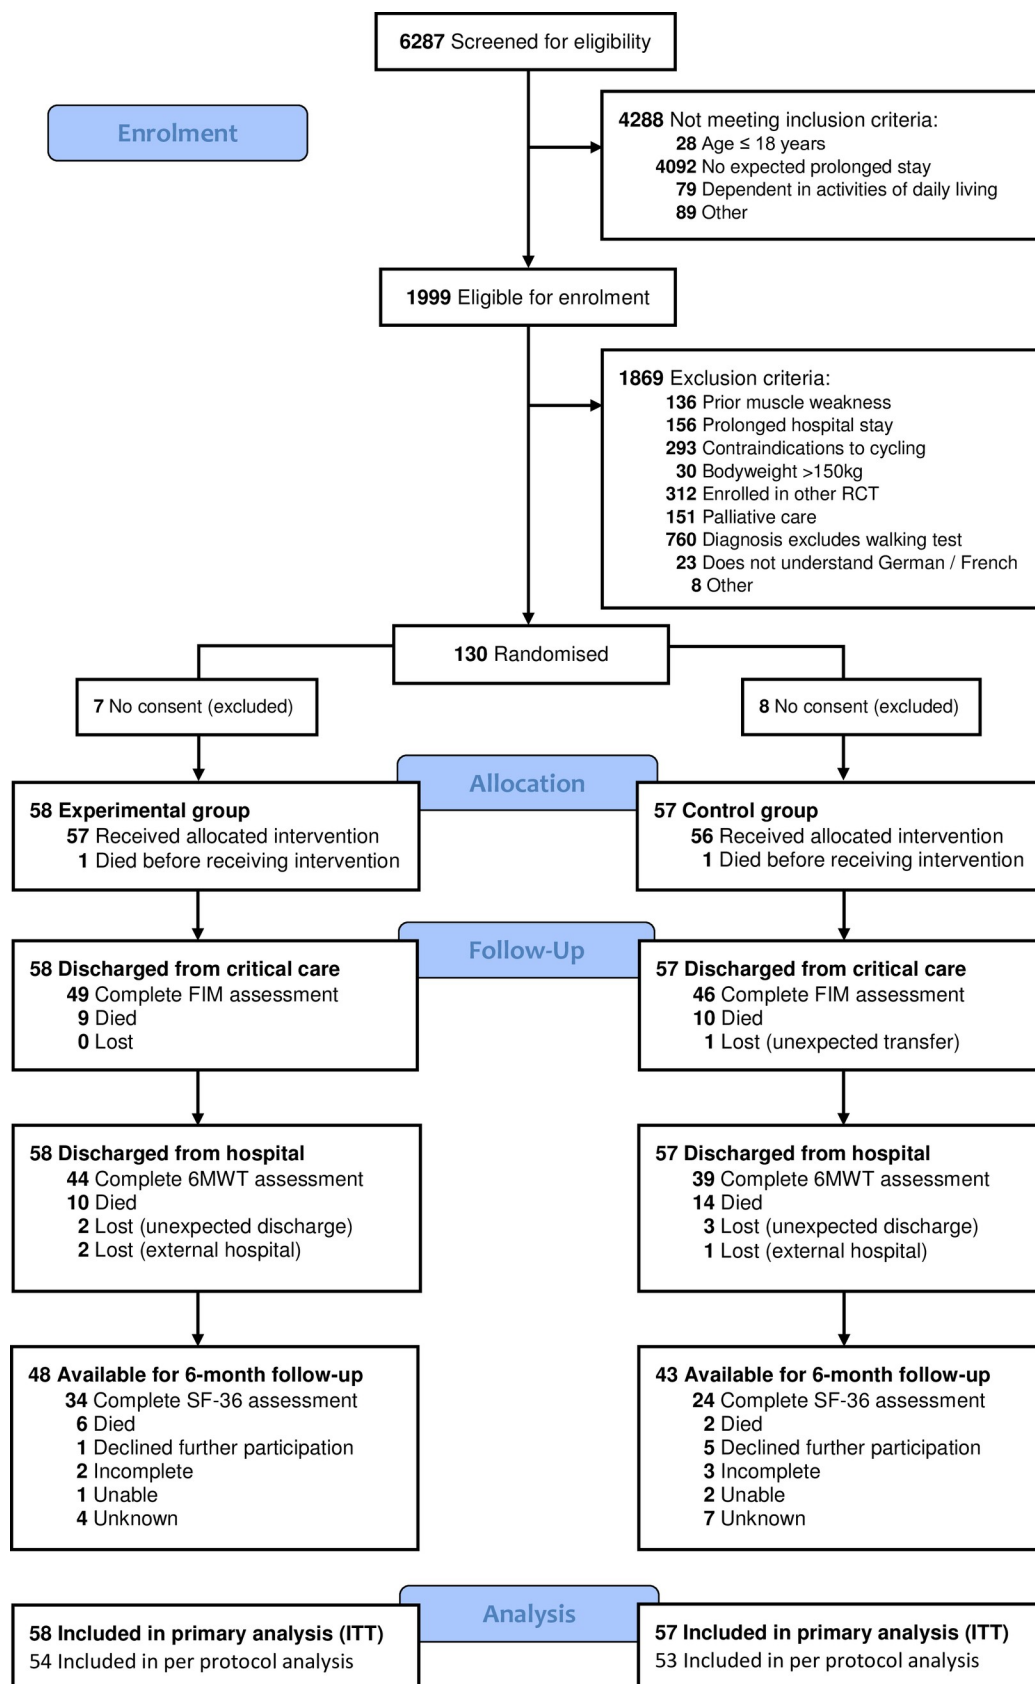 6287 Screened for eligibility
Enrolment
4288 Not meeting inclusion criteria:
28 Age ≤ 18 years
4092 No expected prolonged stay
79 Dependent in activities of daily living
89 Other
1999 Eligible for enrolment
1869 Exclusion criteria:
136 Prior muscle weakness
156 Prolonged hospital stay
293 Contraindications to cycling
30 Bodyweight >150kg
312 Enrolled in other RCT
151 Palliative care
760 Diagnosis excludes walking test
23 Does not understand German / French
8 Other
130 Randomised
7 No consent (excluded)
8 No consent (excluded)
Allocation
58 Experimental group
57 Received allocated intervention
1 Died before receiving intervention
57 Control group
56 Received allocated intervention
1 Died before receiving intervention
Follow-Up
58 Discharged from critical care
49 Complete FIM assessment
9 Died
0 Lost
57 Discharged from critical care
46 Complete FIM assessment
10 Died
1 Lost (unexpected transfer)
58 Discharged from hospital
44 Complete 6MWT assessment
10 Died
2 Lost (unexpected discharge)
2 Lost (external hospital)
57 Discharged from hospital
39 Complete 6MWT assessment
14 Died
3 Lost (unexpected discharge)
1 Lost (external hospital)
48 Available for 6-month follow-up
34 Complete SF-36 assessment
6 Died
1 Declined further participation
2 Incomplete
1 Unable
4 Unknown
43 Available for 6-month follow-up
24 Complete SF-36 assessment
2 Died
5 Declined further participation
3 Incomplete
2 Unable
7 Unknown
Analysis
58 Included in primary analysis (ITT)
54 Included in per protocol analysis
57 Included in primary analysis (ITT)
53 Included in per protocol analysis